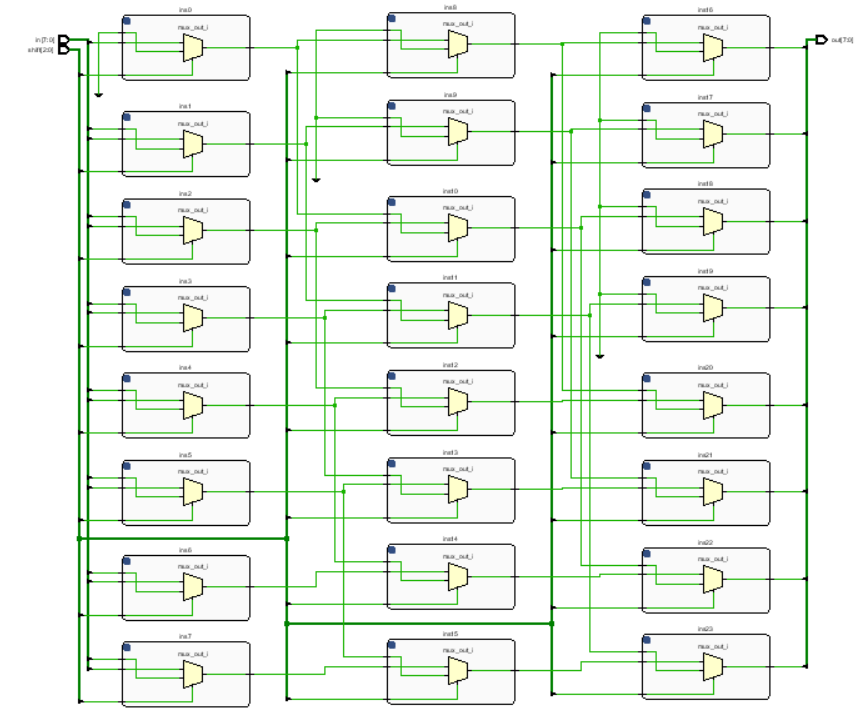 ins0
mux_out_i
ins8
mux_out_i
ins16
mux_out_i
in[7:0]
shift[2:0]
out[7:0]
ins1
mux_out_i
ins9
mux_out_i
ins17
mux_out_i
ins2
mux_out_i
ins10
mux_out_i
ins18
mux_out_i
ins3
mux_out_i
ins11
mux_out_i
ins19
mux_out_i
ins4
mux_out_i
ins12
mux_out_i
ins20
mux_out_i
ins5
mux_out_i
ins13
mux_out_i
ins21
mux_out_i
ins6
mux_out_i
ins14
mux_out_i
ins22
mux_out_i
ins7
mux_out_i
ins15
mux_out_i
ins23
mux_out_i